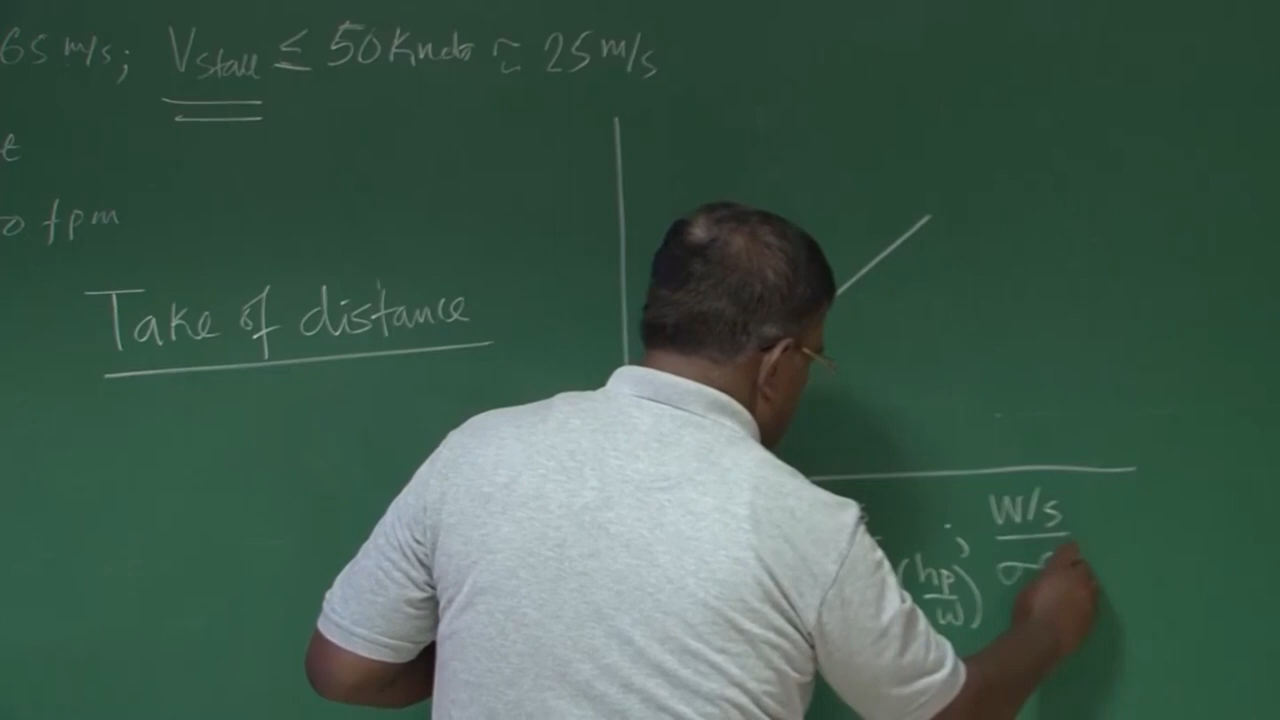 65 m/s; Vstall ≤ 50 Knots ≈ 25 m/s
fpm
Take of distance
; W/s
(hp/w) σ